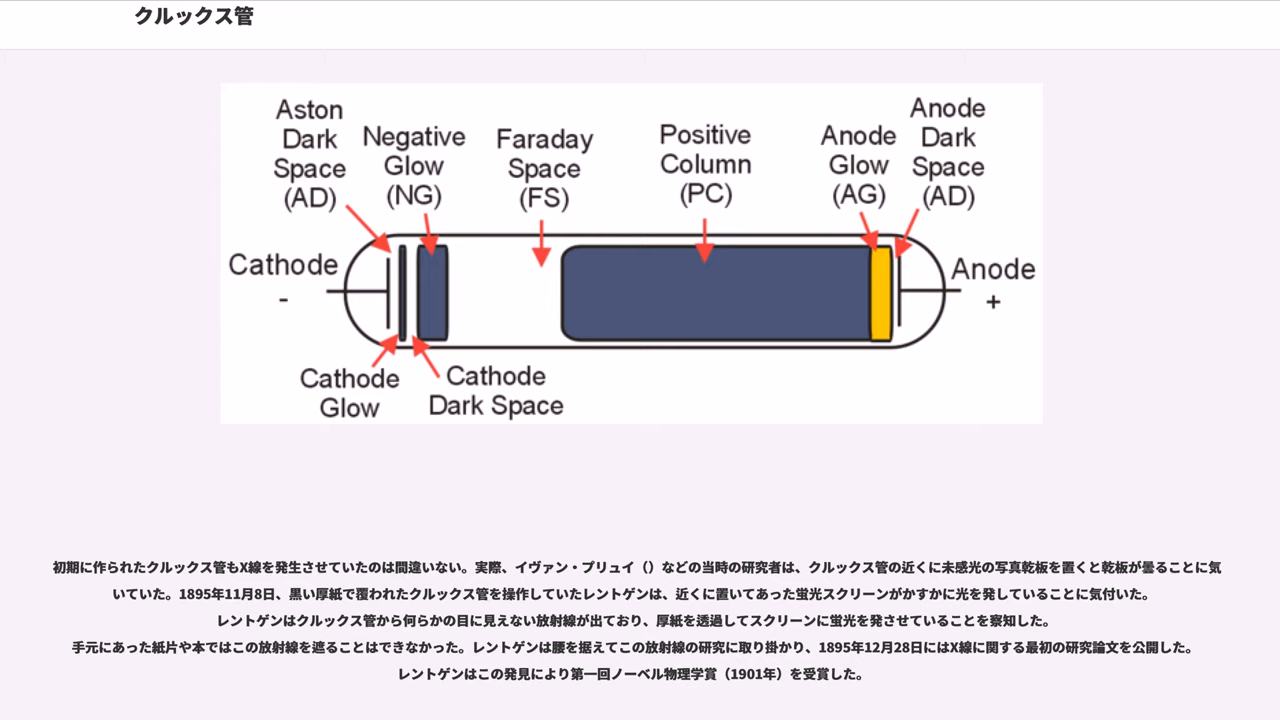 クルックス管
Aston
Dark
Space
(AD)
Negative
Glow
(NG)
Faraday
Space
(FS)
Positive
Column
(PC)
Anode
Glow
(AG)
Anode
Dark
Space
(AD)
Cathode
-
Anode
+
Cathode
Glow
Cathode
Dark Space
初期に作られたクルックス管もX線を発生させていたのは間違いない。実際、イヴァン・プリュイ（）などの当時の研究者は、クルックス管の近くに未感光の写真乾板を置くと乾板が曇ることに気
いていた。1895年11月8日、黒い厚紙で覆われたクルックス管を操作していたレントゲンは、近くに置いてあった蛍光スクリーンがかすかに光を発していることに気付いた。
レントゲンはクルックス管から何らかの目に見えない放射線が出ており、厚紙を透過してスクリーンに蛍光を発させていることを察知した。
手元にあった紙片や本ではこの放射線を遮ることはできなかった。レントゲンは腰を据えてこの放射線の研究に取り掛かり、1895年12月28日にはX線に関する最初の研究論文を公開した。
レントゲンはこの発見により第一回ノーベル物理学賞（1901年）を受賞した。